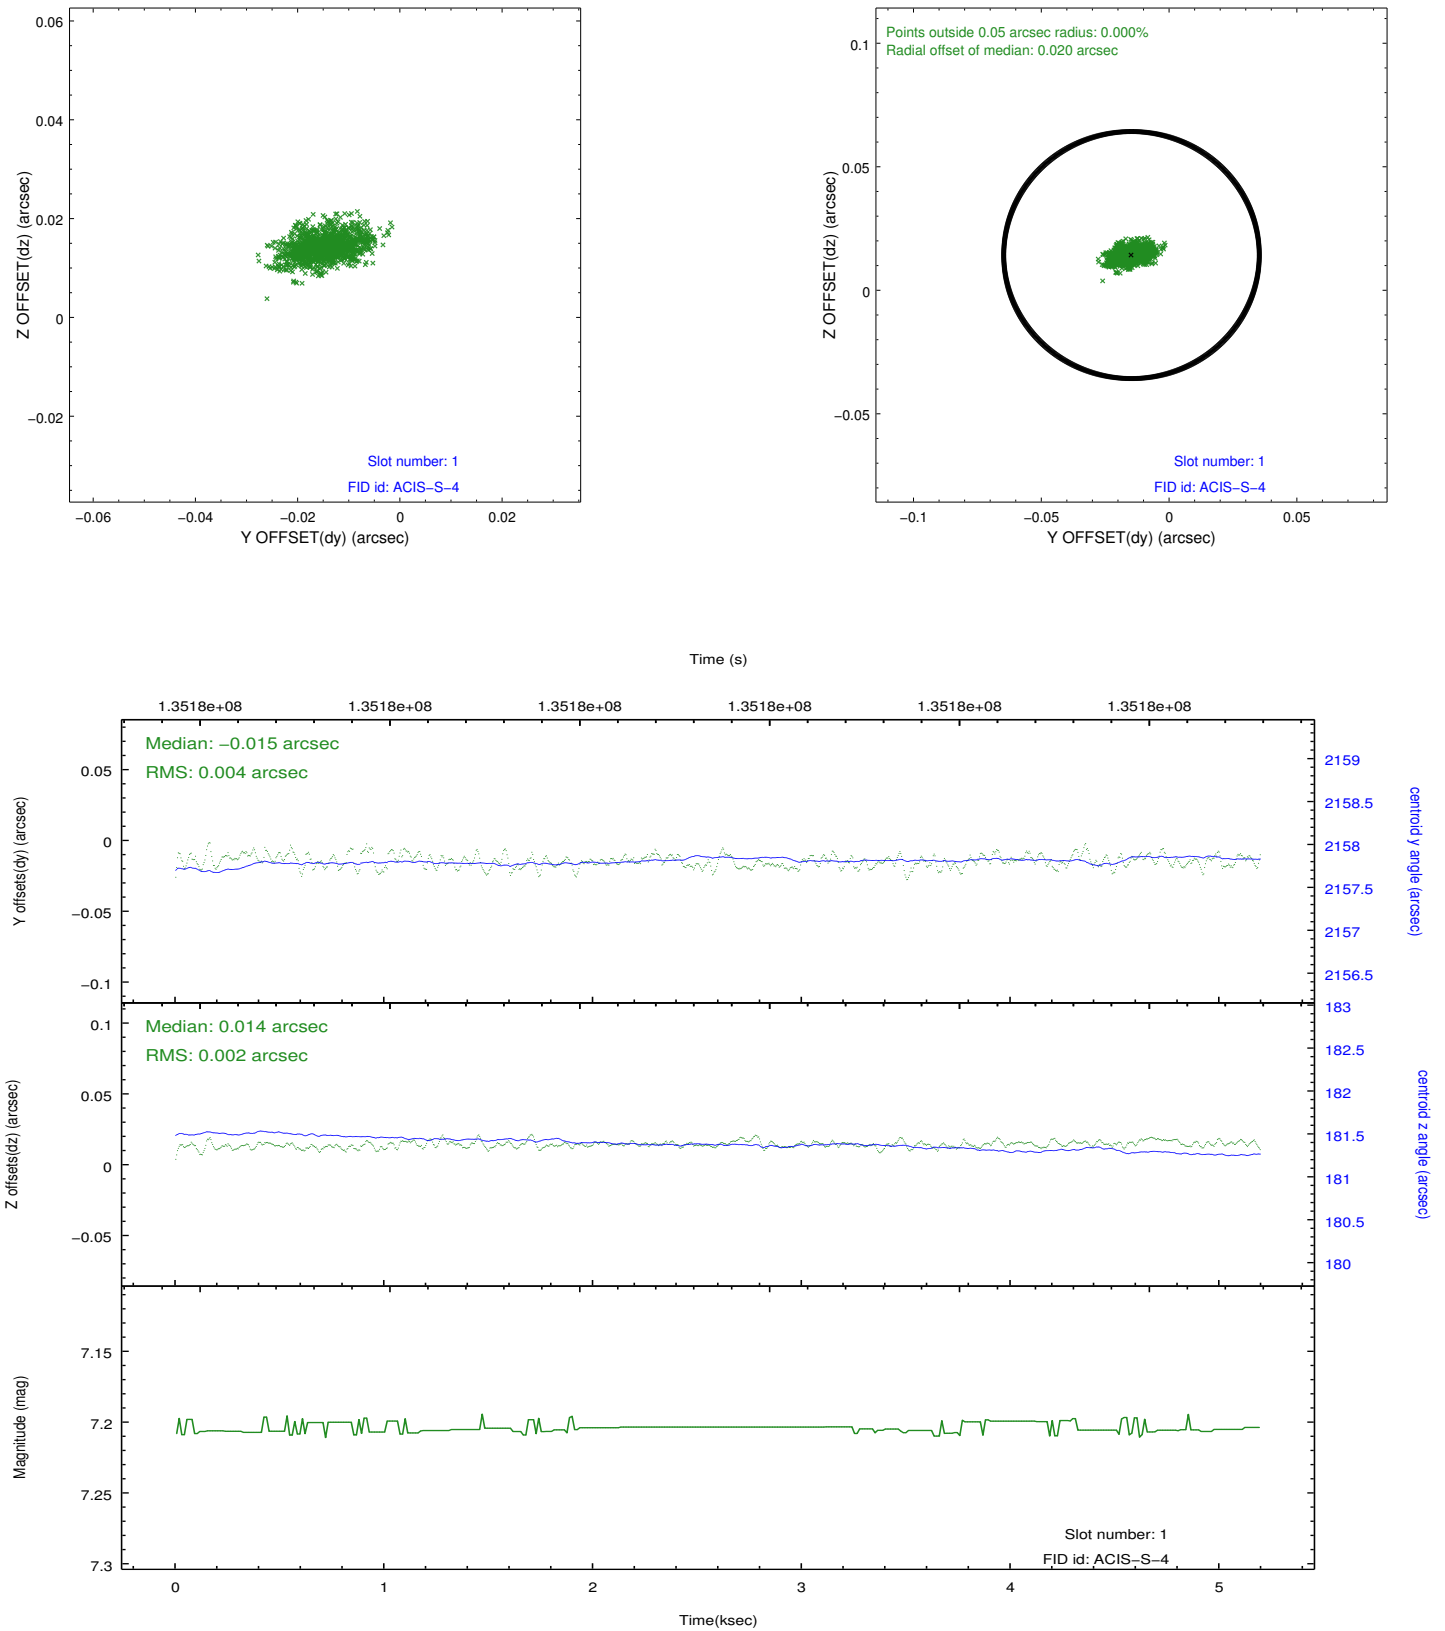 0.06
0.04
0.02
0
−0.02
Z OFFSET(dz) (arcsec)
Slot number: 1
FID id: ACIS−S−4
−0.06
−0.04
−0.02
0
0.02
Y OFFSET(dy) (arcsec)
Points outside 0.05 arcsec radius: 0.000%
Radial offset of median: 0.020 arcsec
0.1
0.05
0
−0.05
Z OFFSET(dz) (arcsec)
Slot number: 1
FID id: ACIS−S−4
−0.1
−0.05
0
0.05
Y OFFSET(dy) (arcsec)
Time (s)
1.3518e+08
1.3518e+08
1.3518e+08
1.3518e+08
1.3518e+08
1.3518e+08
Median: −0.015 arcsec
RMS: 0.004 arcsec
0.05
0
−0.05
−0.1
Y offsets(dy) (arcsec)
2159
2158.5
2158
2157.5
2157
2156.5
centroid y angle (arcsec)
Median: 0.014 arcsec
RMS: 0.002 arcsec
0.1
0.05
0
−0.05
Z offsets(dz) (arcsec)
183
182.5
182
181.5
181
180.5
180
centroid z angle (arcsec)
7.15
7.2
7.25
7.3
Magnitude (mag)
Slot number: 1
FID id: ACIS−S−4
0
1
2
3
4
5
Time(ksec)